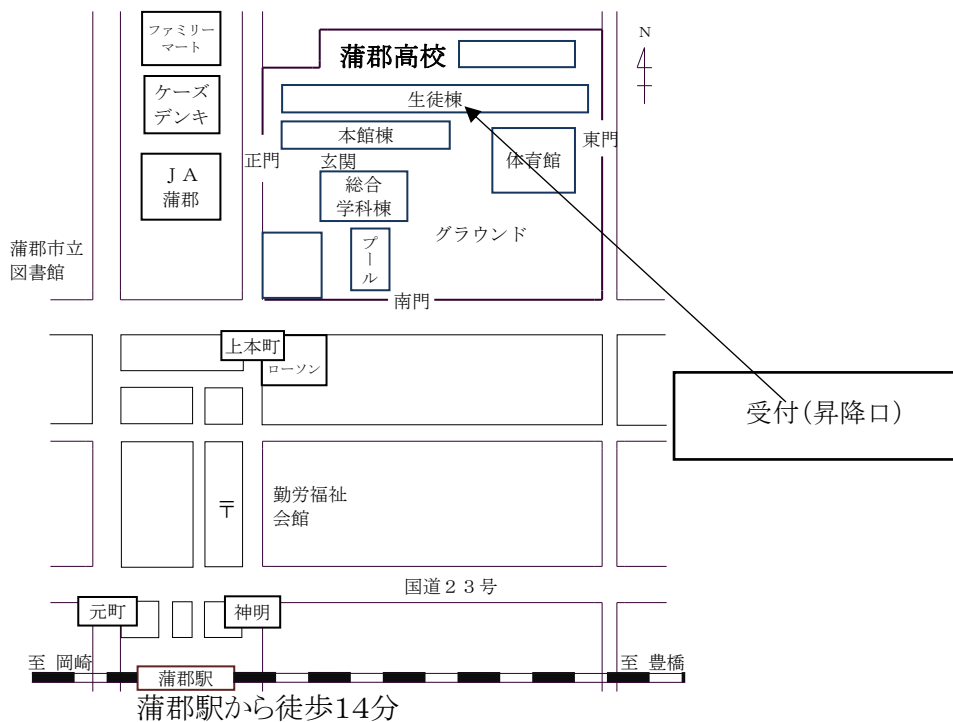 ファミリー
マート
蒲郡高校
N
ケーズ
デンキ
生徒棟
本館棟
東門
正門
玄関
体育館
ＪＡ
蒲郡
総合
学科棟
グラウンド
プール
蒲郡市立
図書館
南門
上本町
ローソン
受付(昇降口)
〒
勤労福祉
会館
国道２３号
元町
神明
至 岡崎
至 豊橋
蒲郡駅
蒲郡駅から徒歩14分